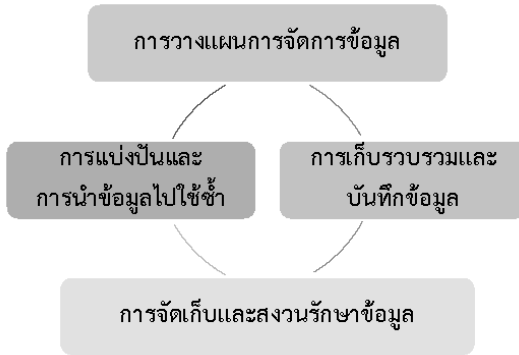 การวางแผนการจัดการข้อมูล
การแบ่งปันและ
การนำข้อมูลไปใช้ซ้ำ
การเก็บรวบรวมและ
บันทึกข้อมูล
การจัดเก็บและสงวนรักษาข้อมูล